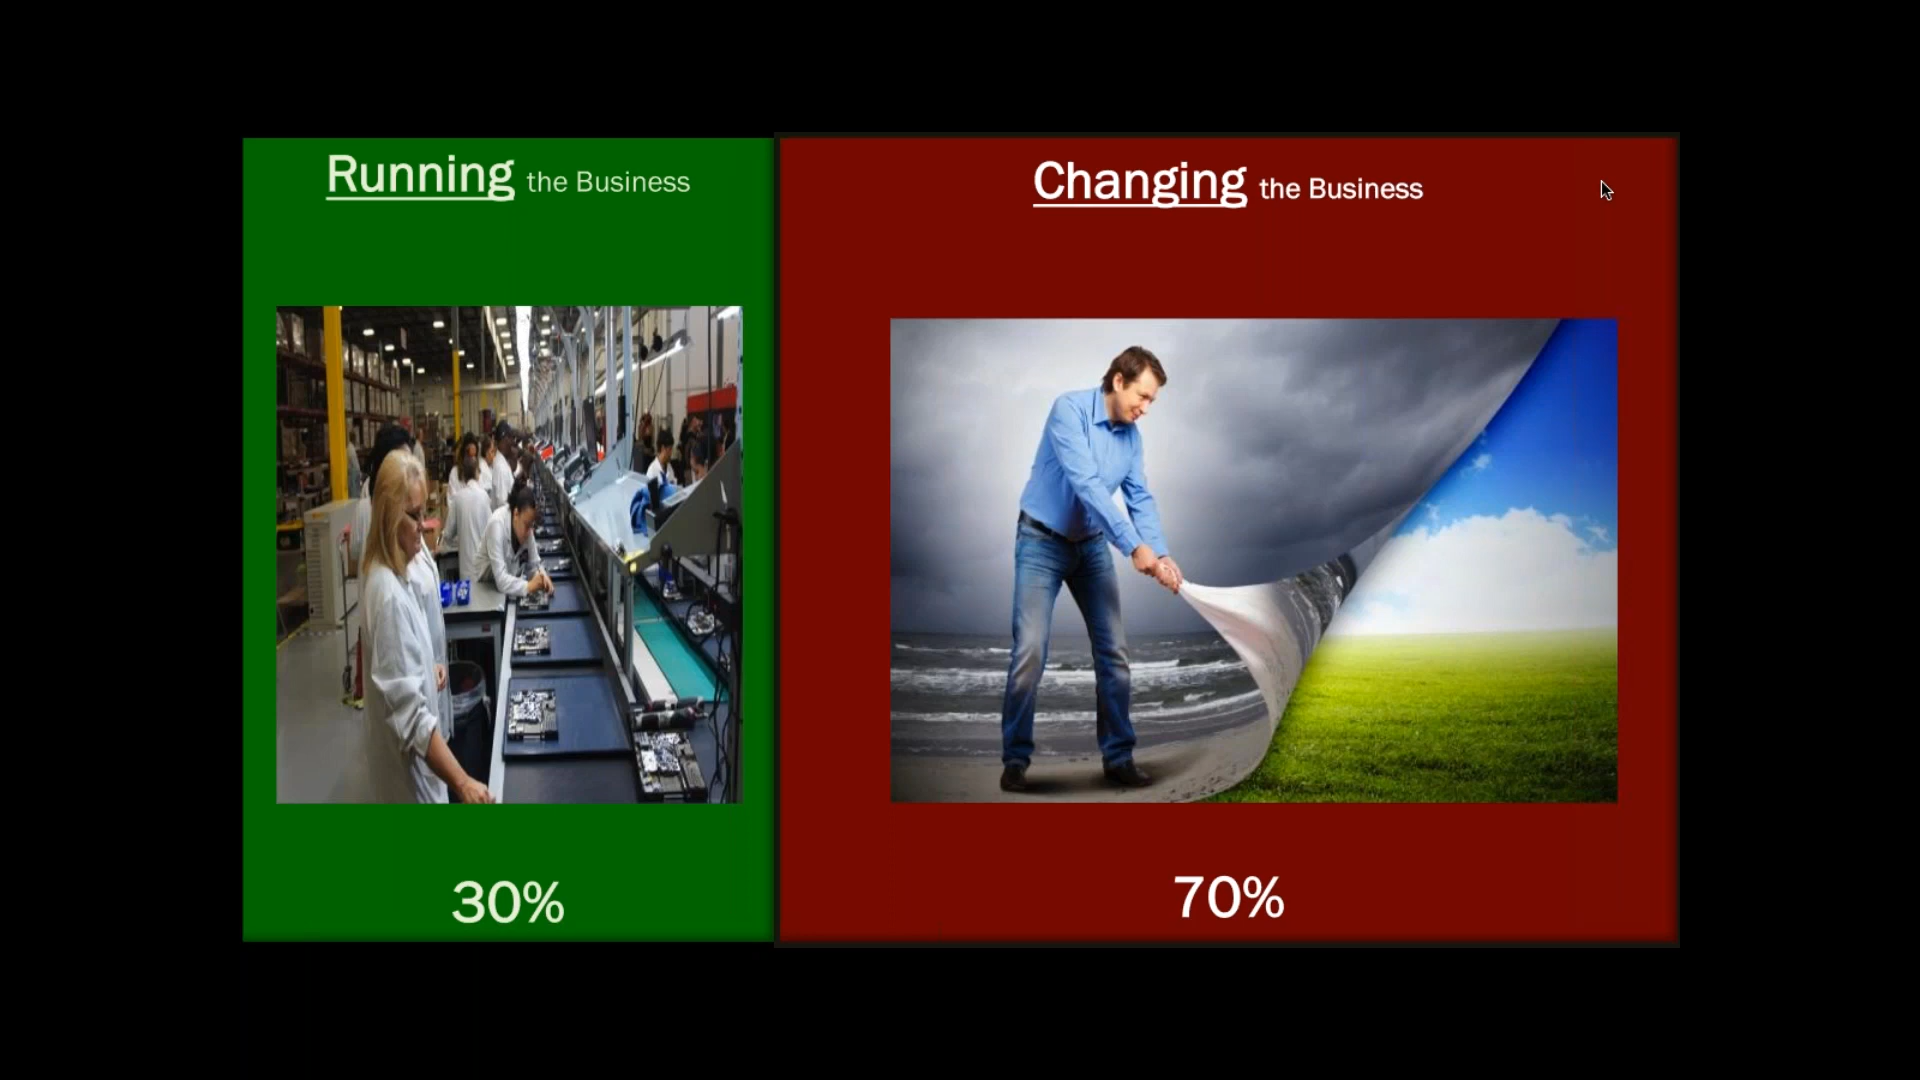 Running the Business
Changing the Business
30%
70%